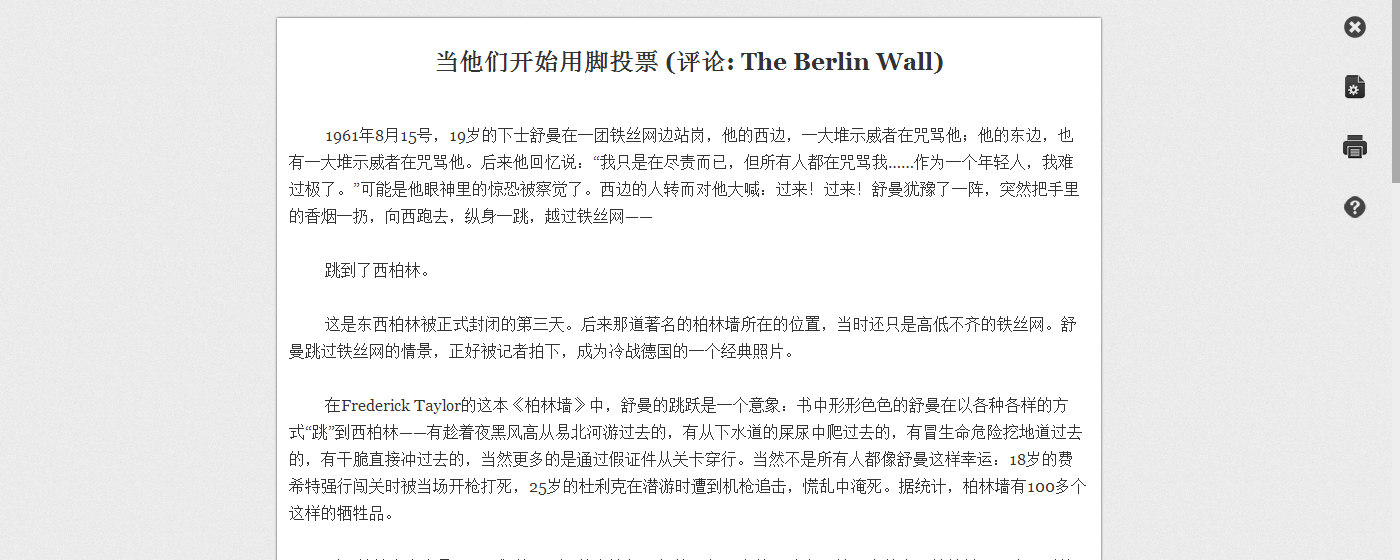 当他们开始用脚投票 (评论: The Berlin Wall)
1961年8月15号，19岁的下士舒曼在一团铁丝网边站岗，他的西边，一大堆示威者在咒骂他；他的东边，也
有一大堆示威者在咒骂他。后来他回忆说：“我只是在尽责而已，但所有人都在咒骂我……作为一个年轻人，我难
过极了。”可能是他眼神里的惊恐被察觉了。西边的人转而对他大喊：过来！过来！舒曼犹豫了一阵，突然把手里
的香烟一扔，向西跑去，纵身一跳，越过铁丝网——
跳到了西柏林。
这是东西柏林被正式封闭的第三天。后来那道著名的柏林墙所在的位置，当时还只是高低不齐的铁丝网。舒
曼跳过铁丝网的情景，正好被记者拍下，成为冷战德国的一个经典照片。
在Frederick Taylor的这本《柏林墙》中，舒曼的跳跃是一个意象：书中形形色色的舒曼在以各种各样的方
式“跳”到西柏林——有趁着夜黑风高从易北河游过去的，有从下水道的屎尿中爬过去的，有冒生命危险挖地道过去
的，有干脆直接冲过去的，当然更多的是通过假证件从关卡穿行。当然不是所有人都像舒曼这样幸运：18岁的费
希特强行闯关时被当场开枪打死，25岁的杜利克在潜游时遭到机枪追击，慌乱中淹死。据统计，柏林墙有100多个
这样的牺牲品。